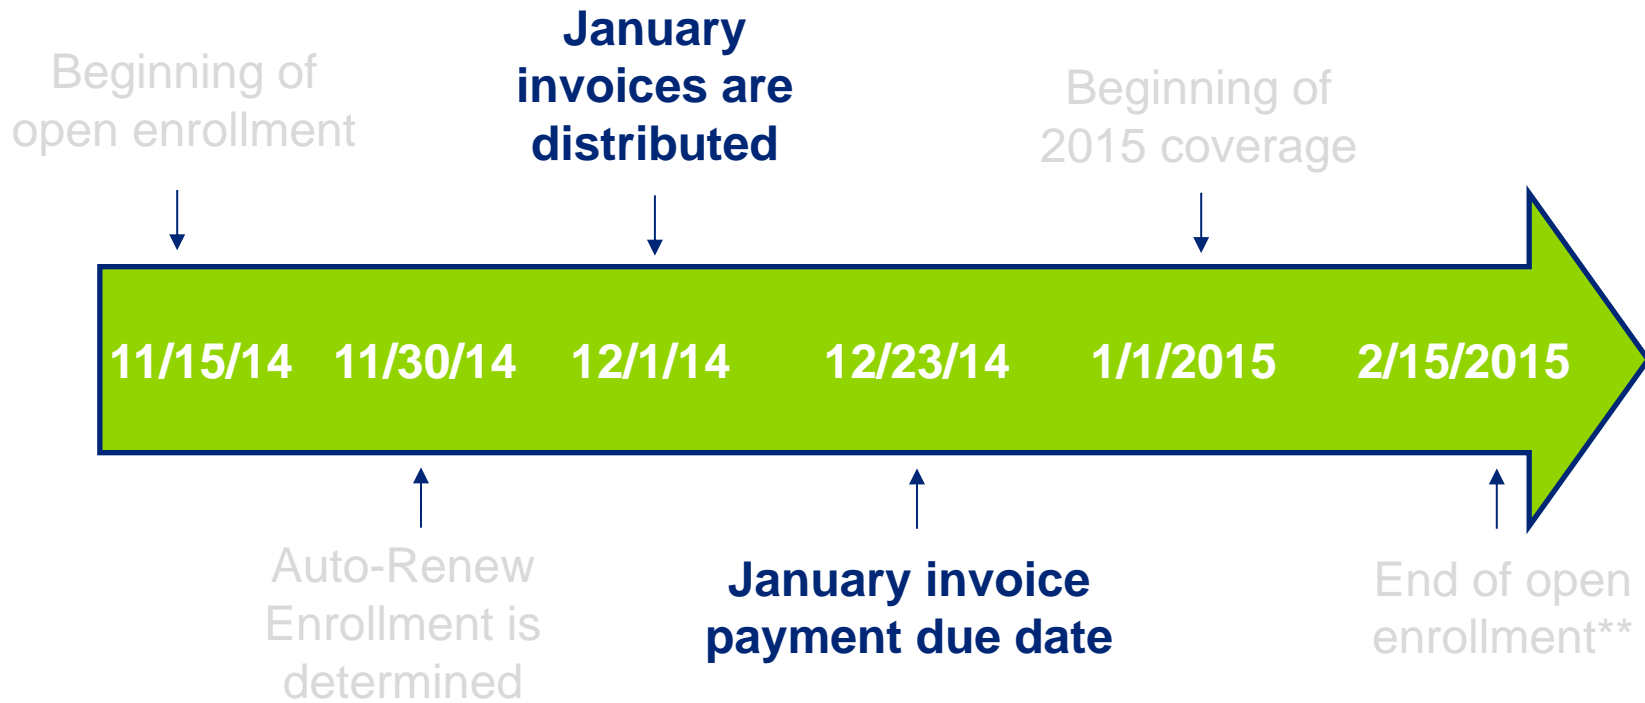 Beginning of
open enrollment
January
invoices are
distributed
Beginning of
2015 coverage
11/15/14 11/30/14 12/1/14 12/23/14 1/1/2015 2/15/2015
Auto-Renew
Enrollment is
determined
January invoice
payment due date
End of open
enrollment**